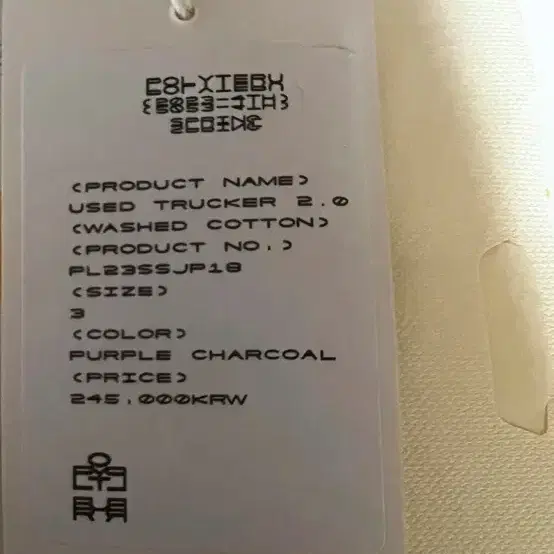 <PRODUCT NAME>
USED TRUCKER 2.0
<WASHED COTTON>
<PRODUCT NO.>
PL23SSJP18
<SIZE>
3
<COLOR>
PURPLE CHARCOAL
<PRICE>
245,000KRW